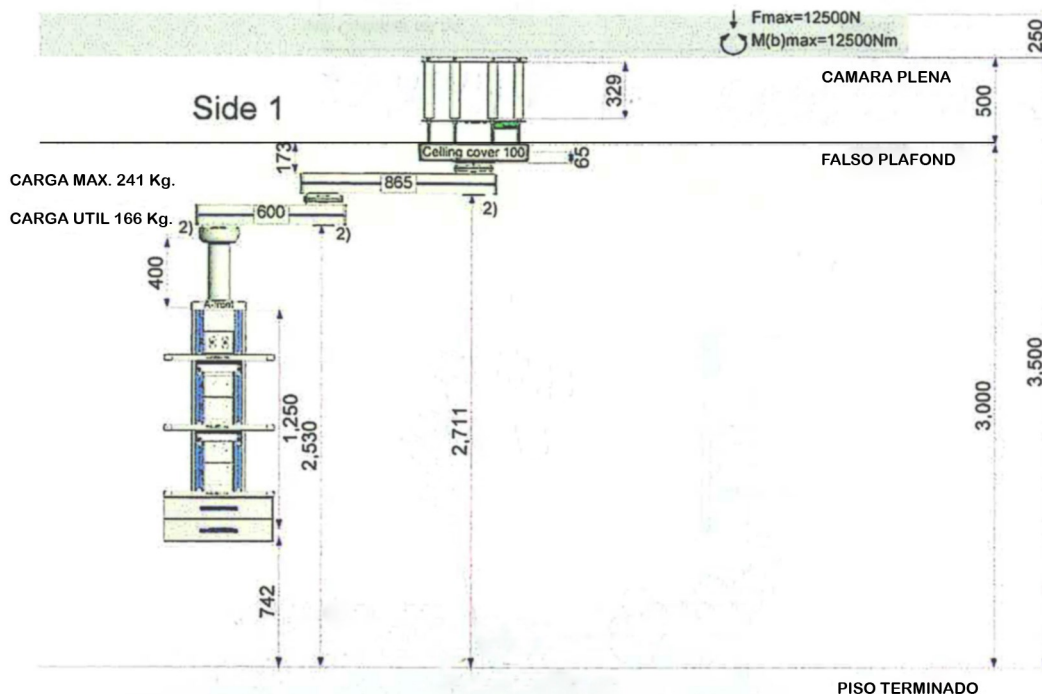 Fmax=12500N
M(b)max=12500Nm
250
CAMARA PLENA
329
500
Side 1
Ceiling cover 100
65
173
FALSO PLAFOND
CARGA MAX. 241 Kg.
865
2)
CARGA UTIL 166 Kg.
600
2)
2)
400
A-front
1,250
2,530
2,711
3,000
3,500
742
PISO TERMINADO